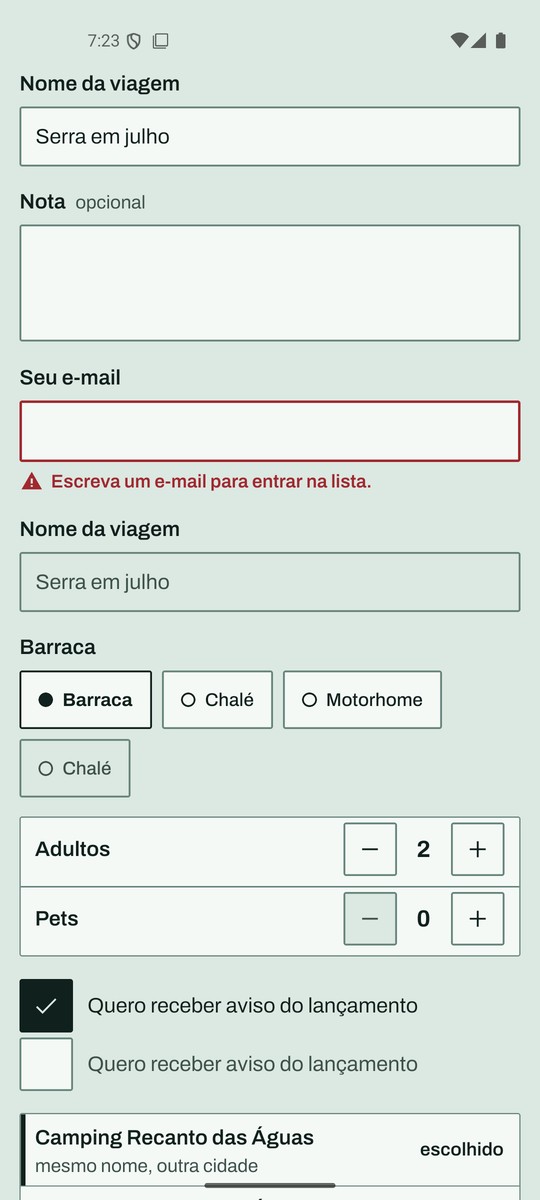 7:23
Nome da viagem
Serra em julho
Nota opcional
Seu e-mail
Escreva um e-mail para entrar na lista.
Nome da viagem
Serra em julho
Barraca
Barraca Chalé Motorhome
Chalé
Adultos 2
Pets 0
Quero receber aviso do lançamento
Quero receber aviso do lançamento
Camping Recanto das Águas
escolhido
mesmo nome, outra cidade